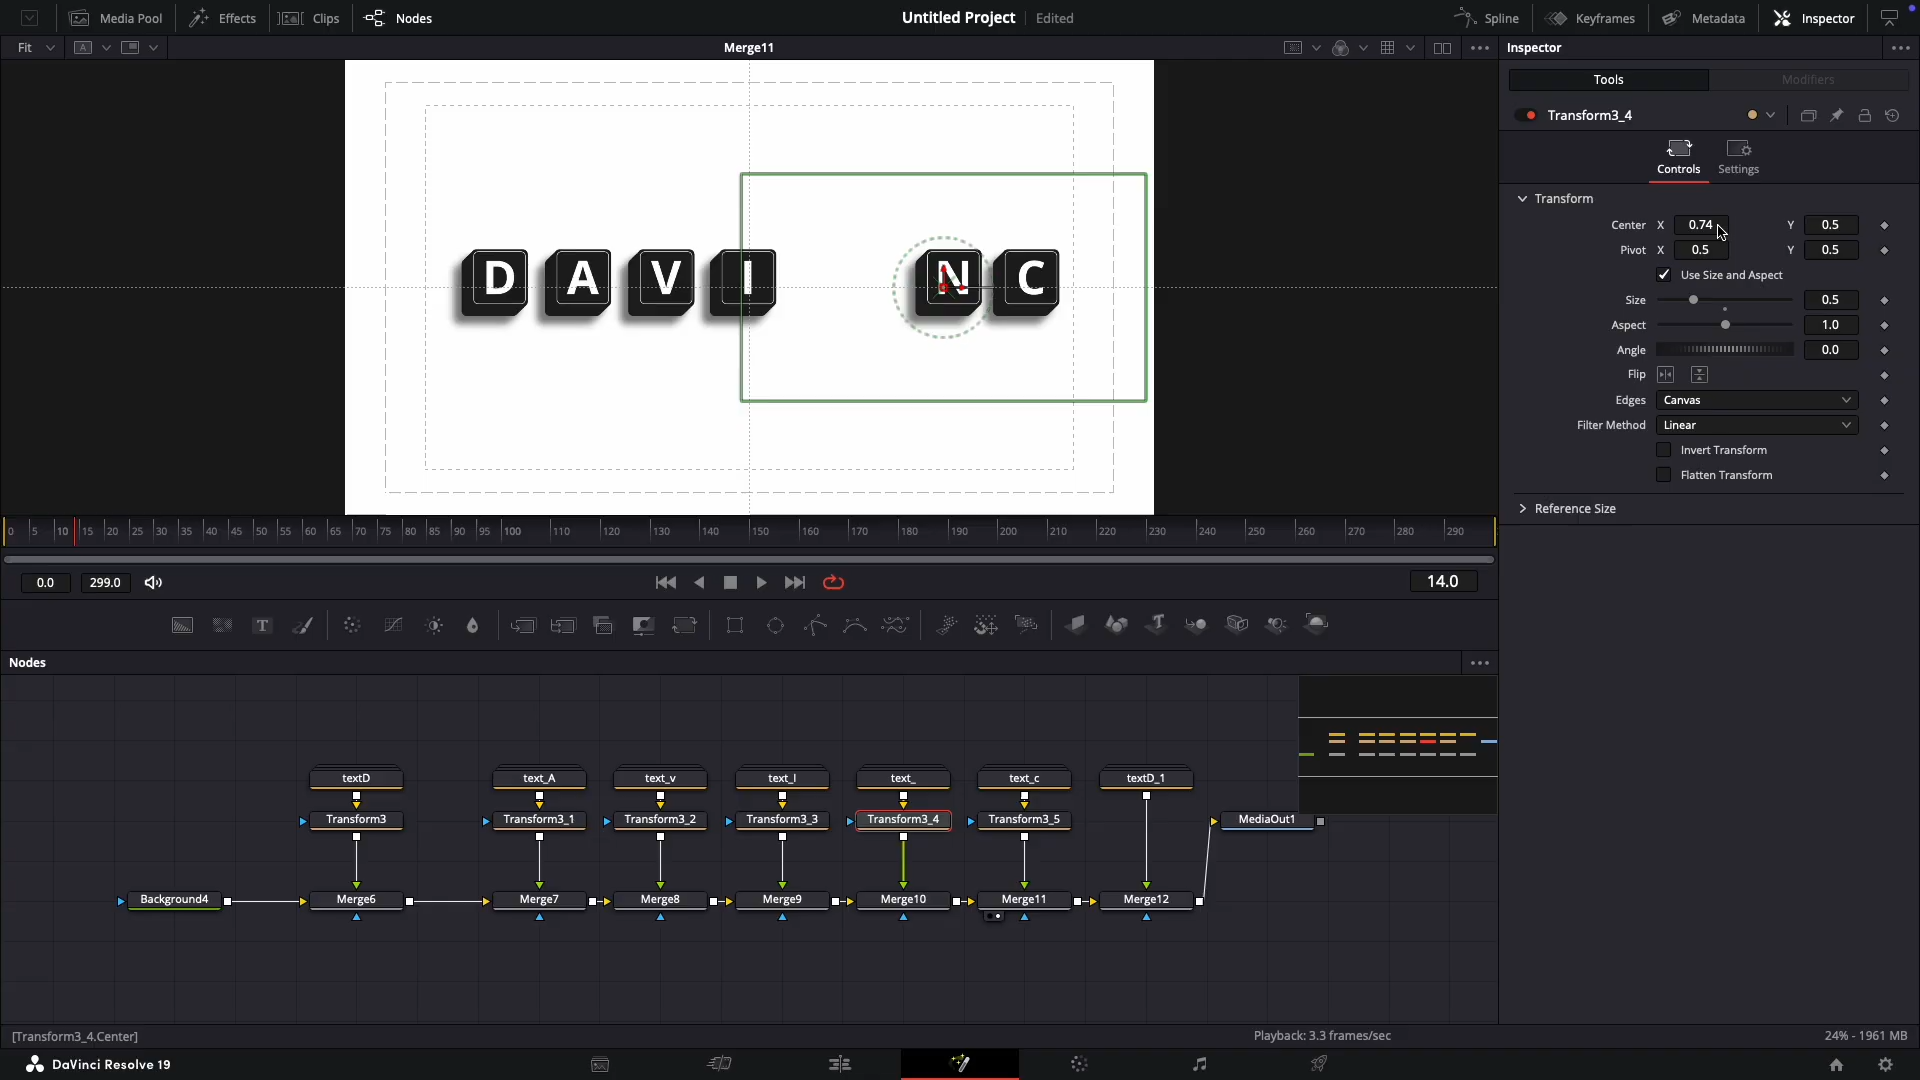 Media Pool
Effects
Clips
Nodes
Untitled Project
Edited
Spline
Keyframes
Metadata
Inspector
Fit
A
Merge11
Inspector
Tools
Modifiers
Transform3_4
Controls
Settings
Transform
Center X 0.74 Y 0.5
Pivot X 0.5 Y 0.5
Use Size and Aspect
Size 0.5
Aspect 1.0
Angle 0.0
Flip
Edges Canvas
Filter Method Linear
Invert Transform
Flatten Transform
Reference Size
D A V I N C
0 5 10 15 20 25 30 35 40 45 50 55 60 65 70 75 80 85 90 95 100 110 120 130 140 150 160 170 180 190 200 210 220 230 240 250 260 270 280 290
0.0 299.0 14.0
Nodes
textD text_A text_v text_I text_ text_c textD_1
Transform3 Transform3_1 Transform3_2 Transform3_3 Transform3_4 Transform3_5 MediaOut1
Background4 Merge6 Merge7 Merge8 Merge9 Merge10 Merge11 Merge12
[Transform3_4.Center]
Playback: 3.3 frames/sec
24% - 1961 MB
DaVinci Resolve 19